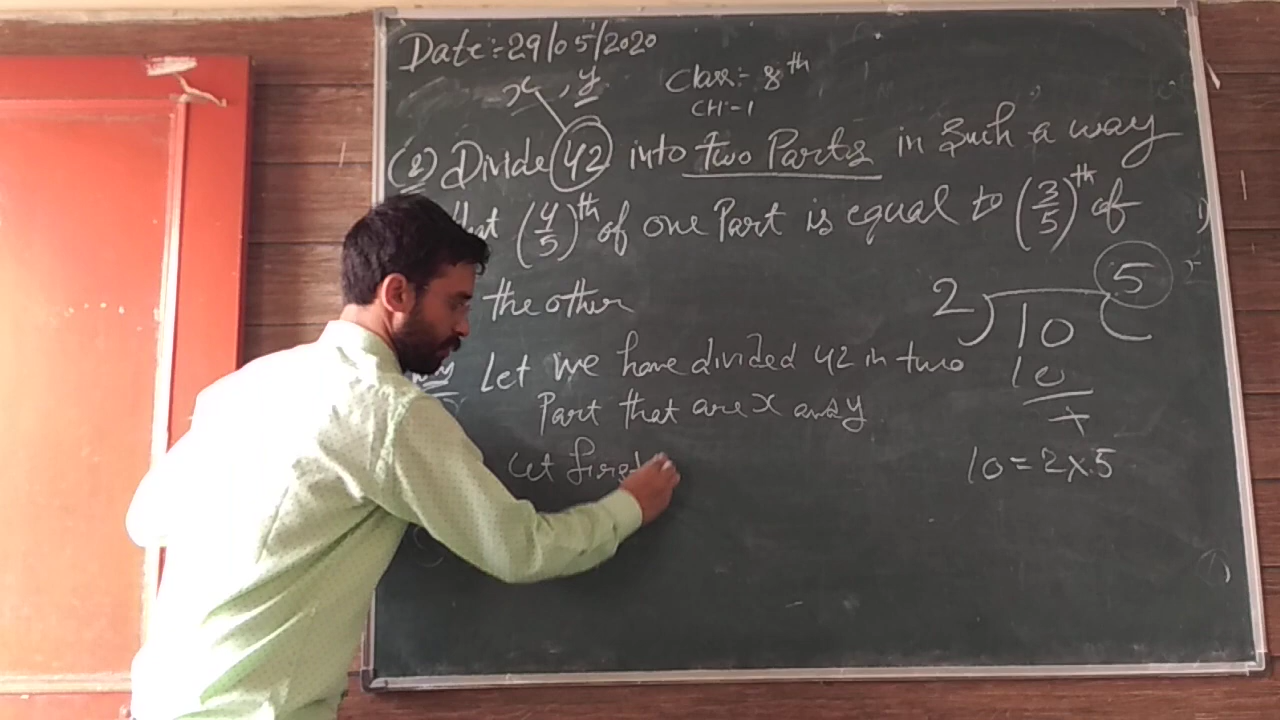 Date:-29/05/2020
x, y
Class:- 8th
CH:-1
Divide 42 into two Parts in such a way
(4/5)th of one Part is equal to (3/5)th of
the other
2) 10 ( 5
10
×
Let we have divided 42 in two
Part that are x and y
let first
10 = 2 × 5